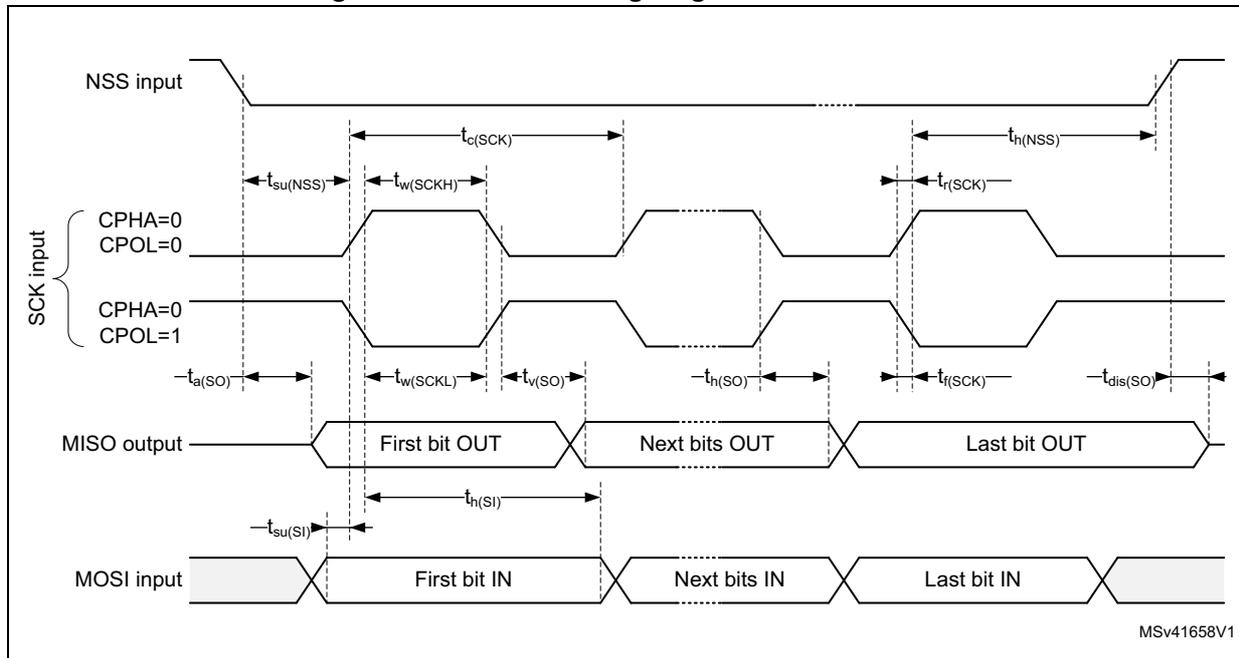 NSS input
tc(SCK)
th(NSS)
tsu(NSS)
tw(SCKH)
tr(SCK)
CPHA=0
CPOL=0
SCK input
CPHA=0
CPOL=1
ta(SO)
tw(SCKL)
tv(SO)
th(SO)
tf(SCK)
tdis(SO)
MISO output
First bit OUT
Next bits OUT
Last bit OUT
th(SI)
tsu(SI)
MOSI input
First bit IN
Next bits IN
Last bit IN
MSv41658V1